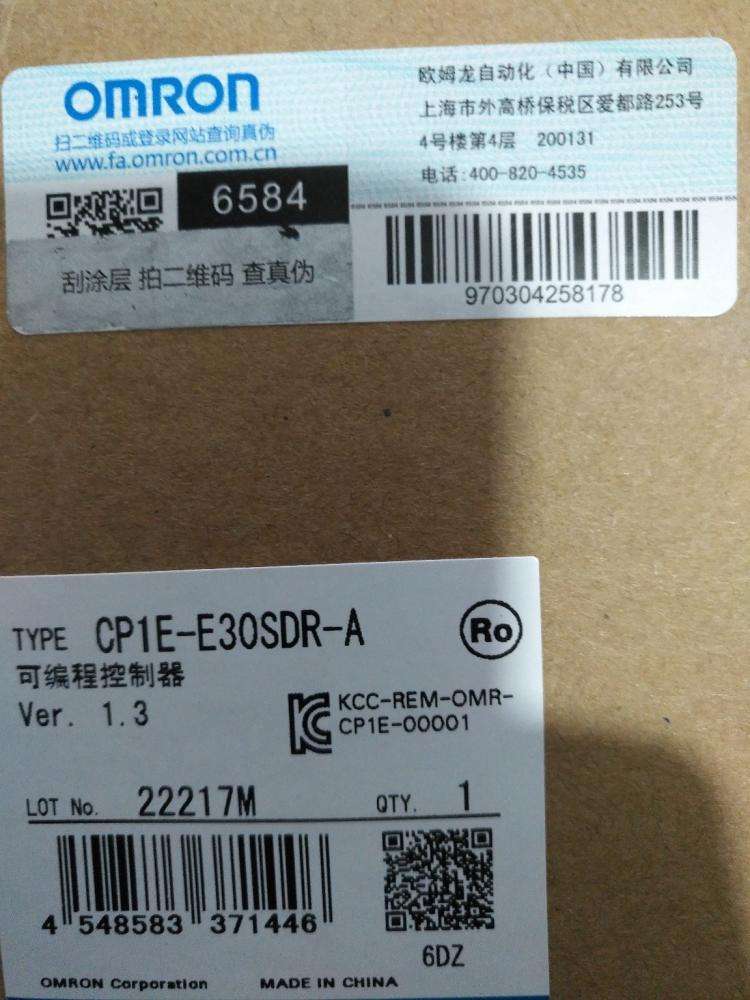 OMRON
扫二维码或登录网站查询真伪
www.fa.omron.com.cn
6584
刮涂层 拍二维码 查真伪
欧姆龙自动化（中国）有限公司
上海市外高桥保税区爱都路253号
4号楼第4层 200131
电话:400-820-4535
970304258178
TYPE CP1E-E30SDR-A
Ro
可编程控制器
Ver. 1.3
KCC-REM-OMR-
CP1E-00001
LOT No. 22217M QTY. 1
4 548583 371446
6DZ
OMRON Corporation MADE IN CHINA